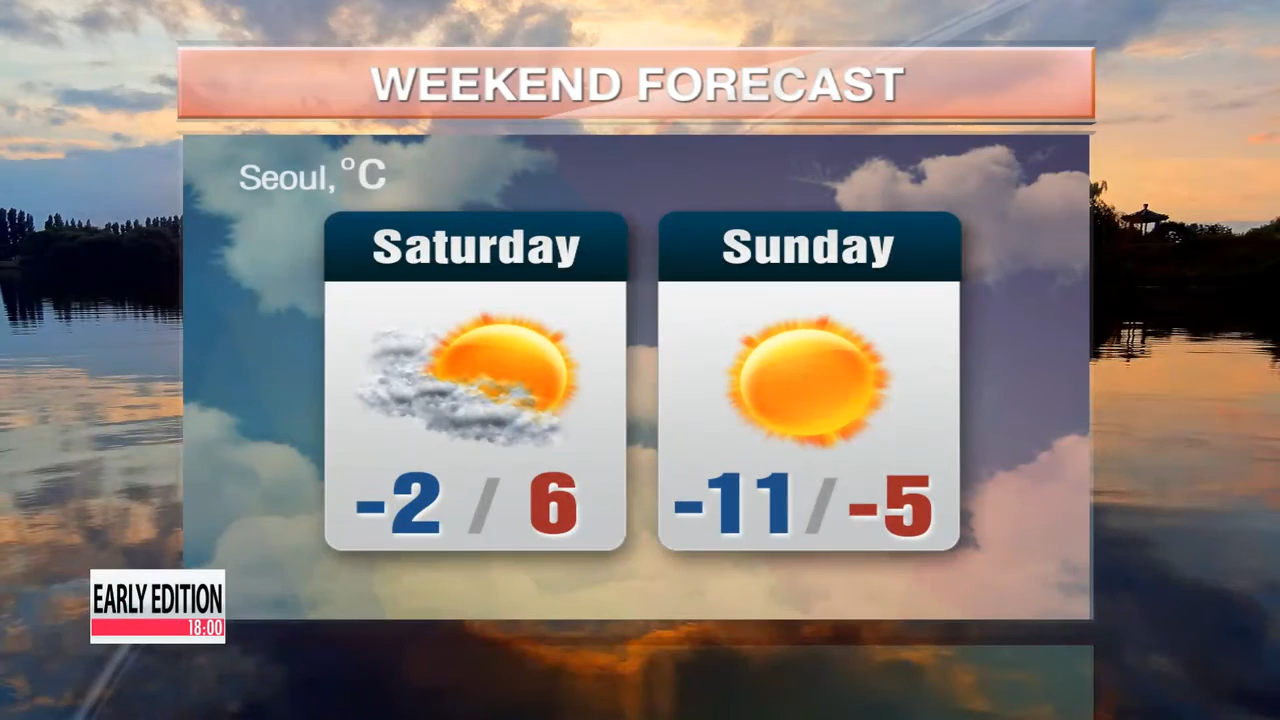 WEEKEND FORECAST
Seoul, °C
Saturday
Sunday
-2 / 6
-11 / -5
EARLY EDITION
18:00